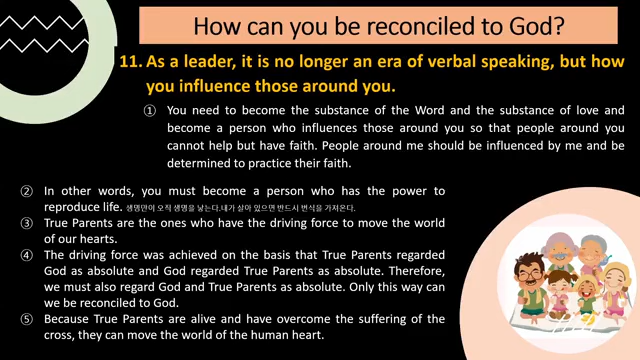 How can you be reconciled to God?
11. As a leader, it is no longer an era of verbal speaking, but how
you influence those around you.
① You need to become the substance of the Word and the substance of love and
become a person who influences those around you so that people around you
cannot help but have faith. People around me should be influenced by me and be
determined to practice their faith.
② In other words, you must become a person who has the power to
reproduce life. 생명만이 오직 생명을 낳는다.내가 살아 있으면 반드시 번식을 가져온다.
③ True Parents are the ones who have the driving force to move the world
of our hearts.
④ The driving force was achieved on the basis that True Parents regarded
God as absolute and God regarded True Parents as absolute. Therefore,
we must also regard God and True Parents as absolute. Only this way can
we be reconciled to God.
⑤ Because True Parents are alive and have overcome the suffering of the
cross, they can move the world of the human heart.